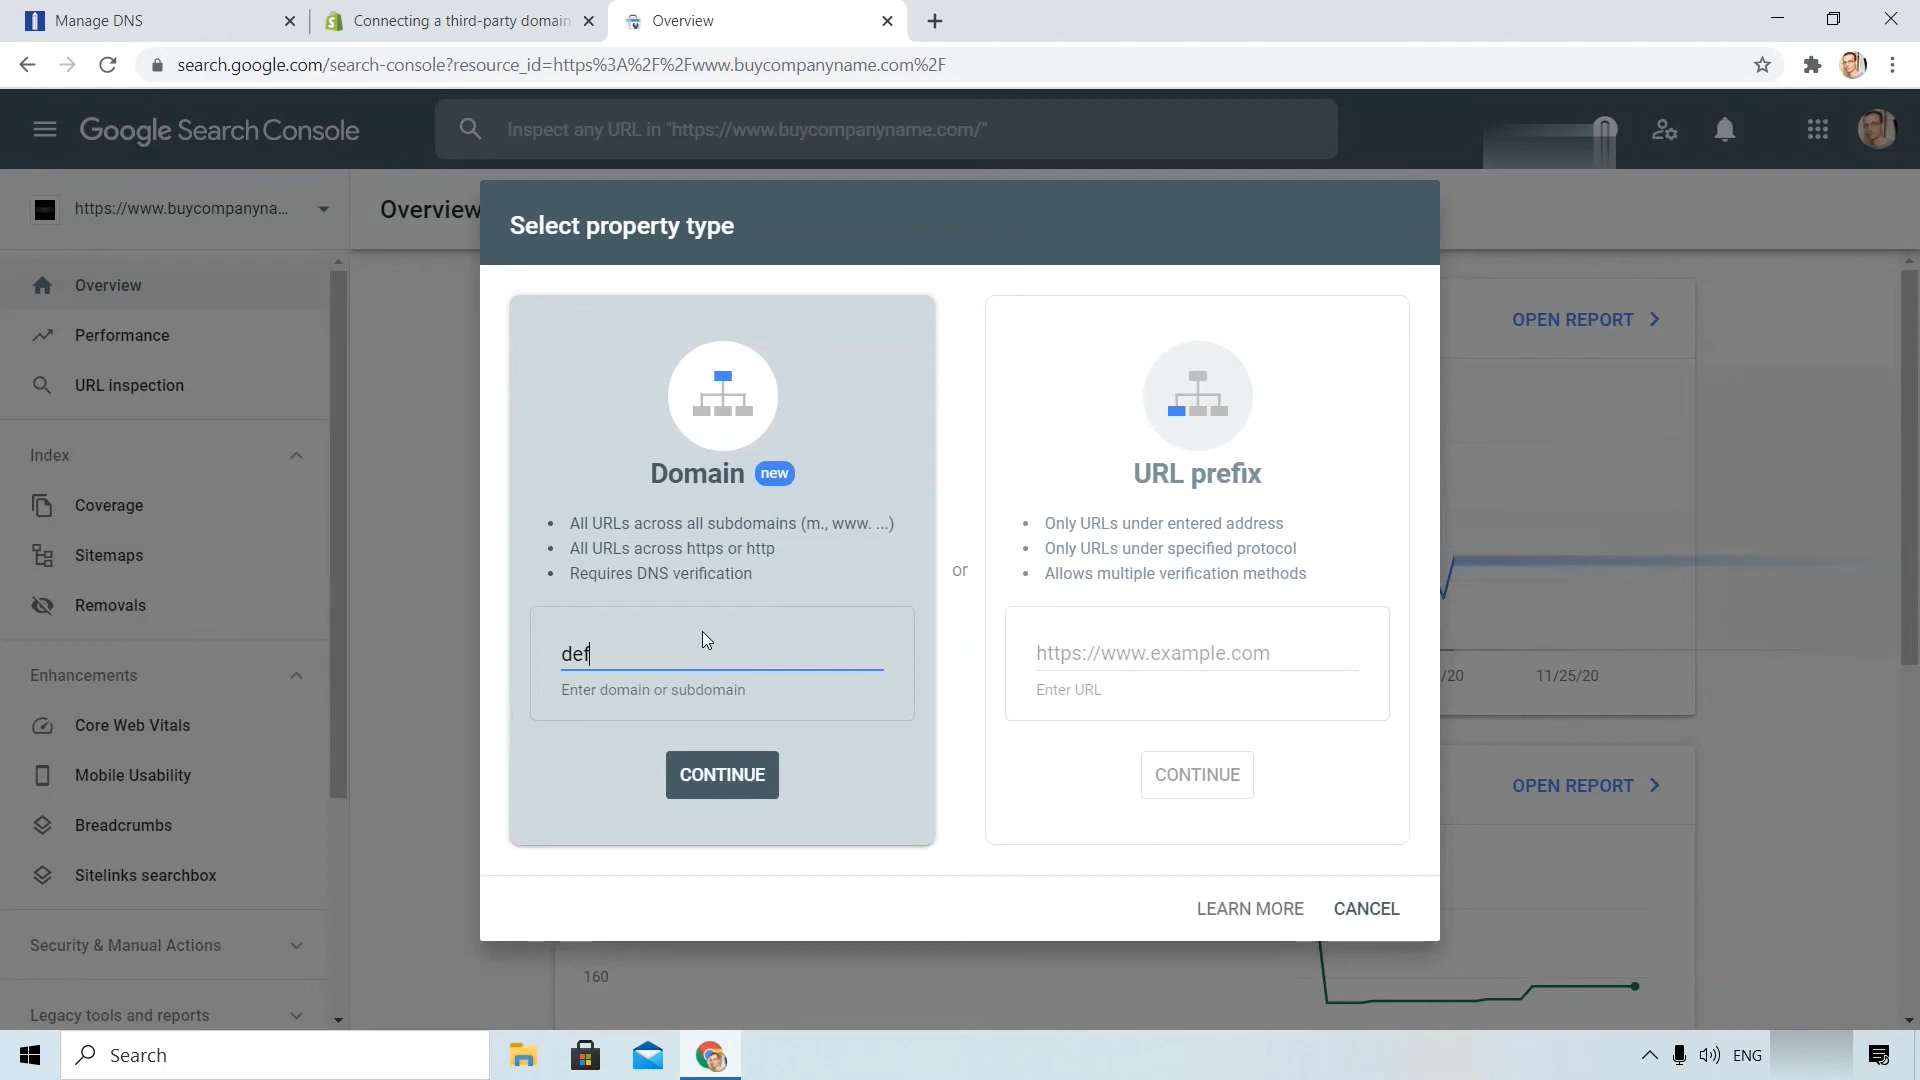 Manage DNS
Connecting a third-party domain
Overview
search.google.com/search-console?resource_id=https%3A%2F%2Fwww.buycompanyname.com%2F
Google Search Console
Inspect any URL in "https://www.buycompanyname.com/"
https://www.buycompanyna...
Overview
Select property type
Overview
Performance
URL inspection
Index
Coverage
Sitemaps
Removals
Enhancements
Core Web Vitals
Mobile Usability
Breadcrumbs
Sitelinks searchbox
Security & Manual Actions
Legacy tools and reports
Domain new
All URLs across all subdomains (m., www. ...)
All URLs across https or http
Requires DNS verification
def
Enter domain or subdomain
CONTINUE
or
URL prefix
Only URLs under entered address
Only URLs under specified protocol
Allows multiple verification methods
https://www.example.com
Enter URL
CONTINUE
LEARN MORE
CANCEL
OPEN REPORT
/20
11/25/20
OPEN REPORT
160
Search
ENG